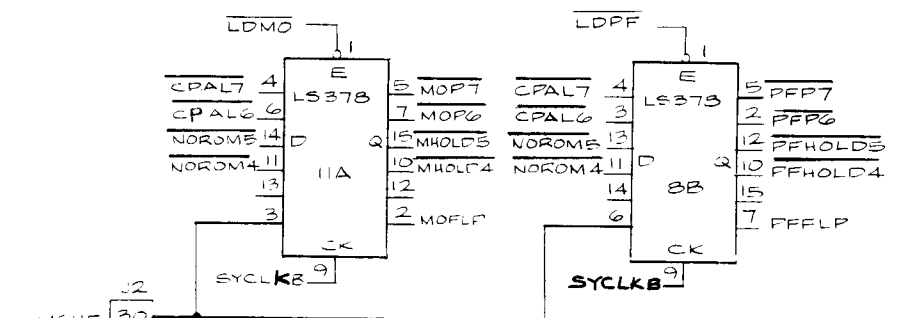 LDMO
1
E
LS378
CPAL7 4
5 MOP7
CPAL6 6
7 MOP6
NOROM5 14 D
Q 15 MHOLD5
NOROM4 11
10 MHOLD4
11A
13
12
3
2 MOFLP
CK
SYCLKB 9
LDPF
1
E
LS378
CPAL7 4
5 PFP7
CPAL6 3
2 PFP6
NOROM5 13
12 PFHOLD5
NOROM4 11 D
Q 10 PFHOLD4
8B
14
15
6
7 PFFLP
CK
SYCLKB 9
J2
30